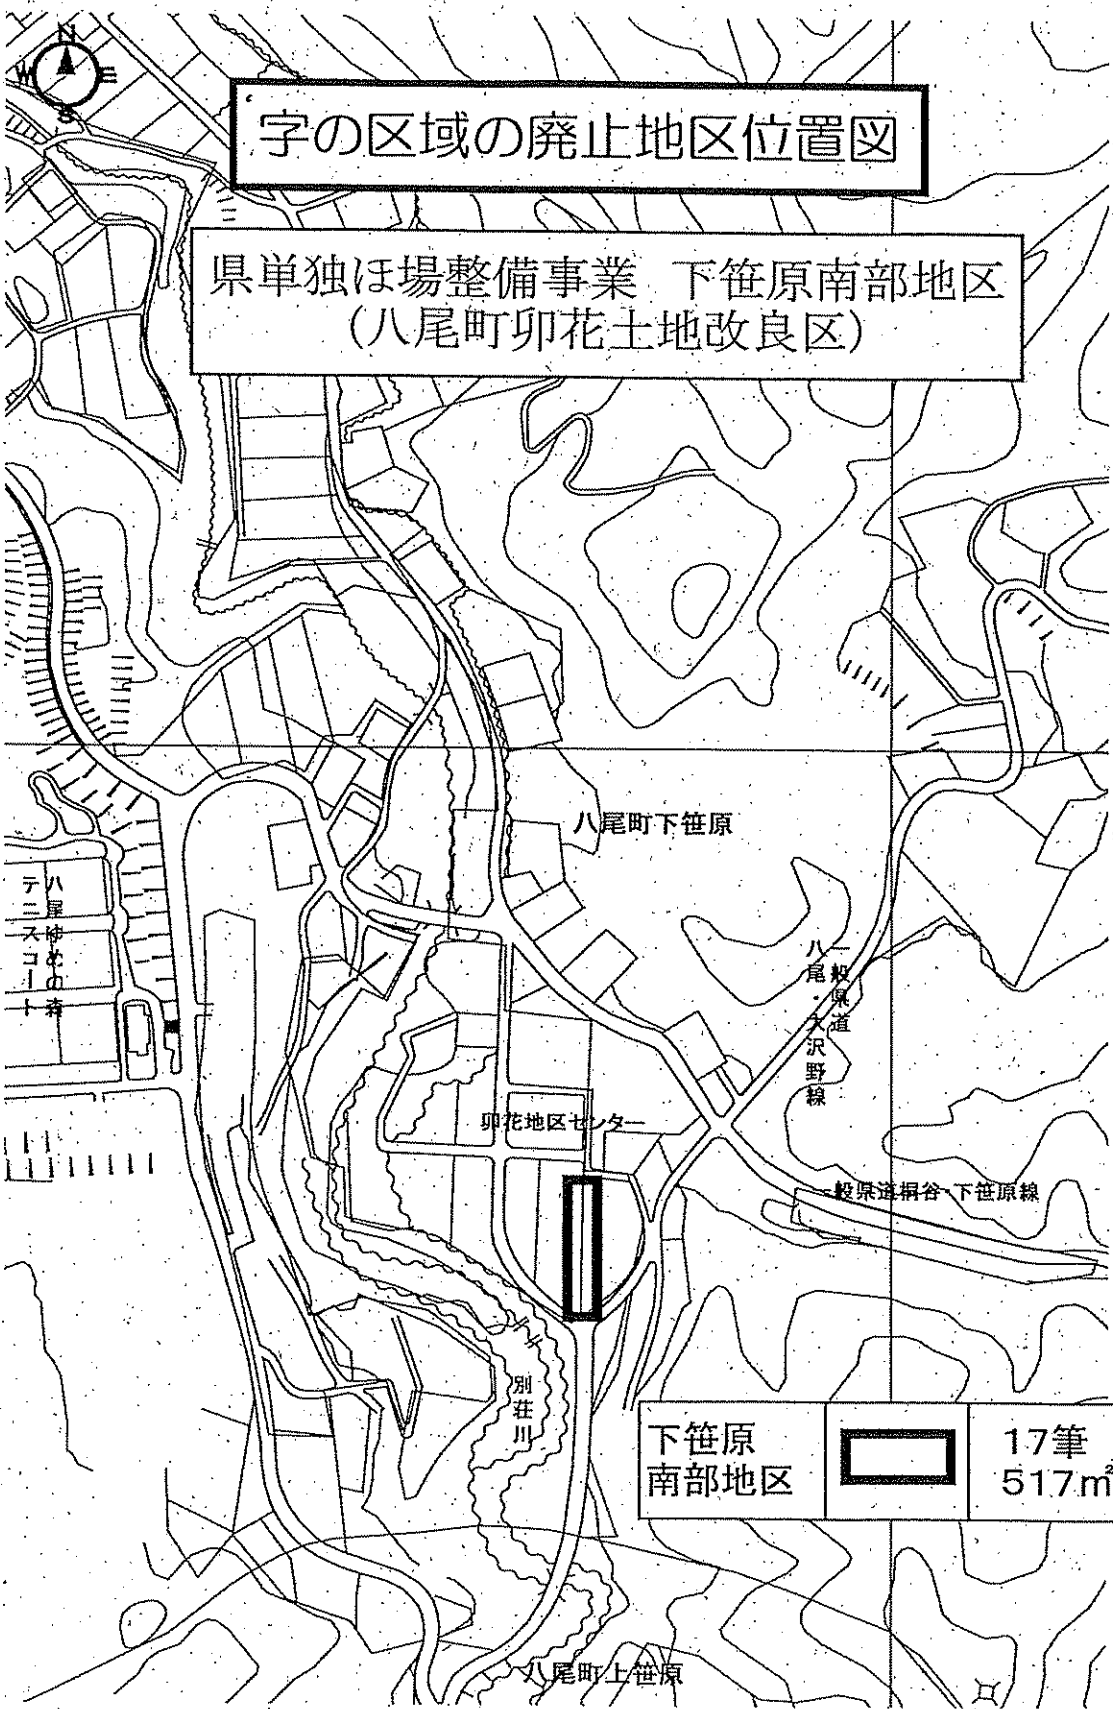 N
W E
S
字の区域の廃止地区位置図
県単独ほ場整備事業 下笹原南部地区
(八尾町卯花土地改良区)
八尾町下笹原
八尾ゆめの森
テニスコート
一般県道
八尾・大沢野線
卯花地区センター
一般県道桐谷・下笹原線
別荘川
下笹原
南部地区
17筆
517㎡
八尾町上笹原